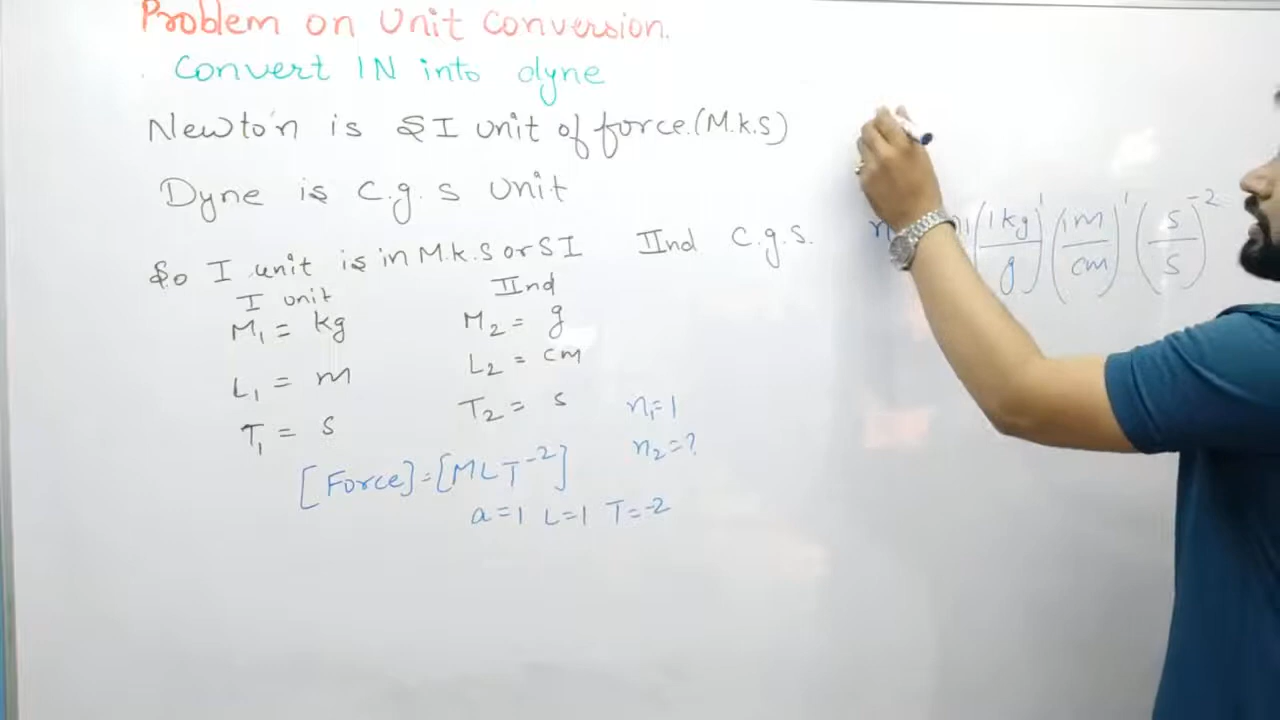 Problem on Unit Conversion.
Convert 1N into dyne
Newton is SI unit of force.(M.K.S)
Dyne is C.g.s Unit
So I unit is in M.K.S or SI IInd C.g.s.
I unit IInd
M₁ = kg M₂ = g
L₁ = m L₂ = cm
T₁ = s T₂ = s
n₁=1
n₂=?
[Force]=[MLT⁻²]
a=1 L=1 T=-2
(1kg/g)¹ (1m/cm)¹ (s/s)⁻²